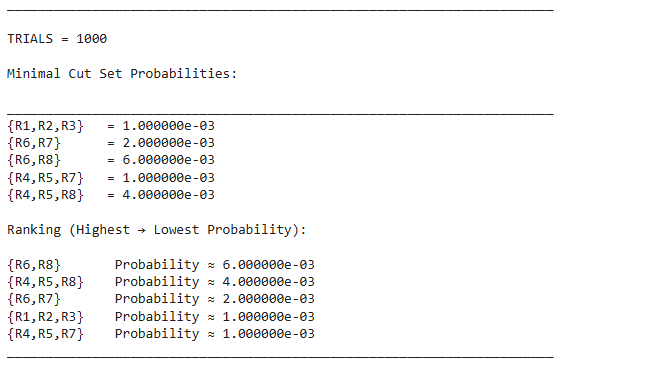 TRIALS = 1000
Minimal Cut Set Probabilities:
{R1,R2,R3} = 1.000000e-03
{R6,R7} = 2.000000e-03
{R6,R8} = 6.000000e-03
{R4,R5,R7} = 1.000000e-03
{R4,R5,R8} = 4.000000e-03
Ranking (Highest → Lowest Probability):
{R6,R8} Probability ≈ 6.000000e-03
{R4,R5,R8} Probability ≈ 4.000000e-03
{R6,R7} Probability ≈ 2.000000e-03
{R1,R2,R3} Probability ≈ 1.000000e-03
{R4,R5,R7} Probability ≈ 1.000000e-03